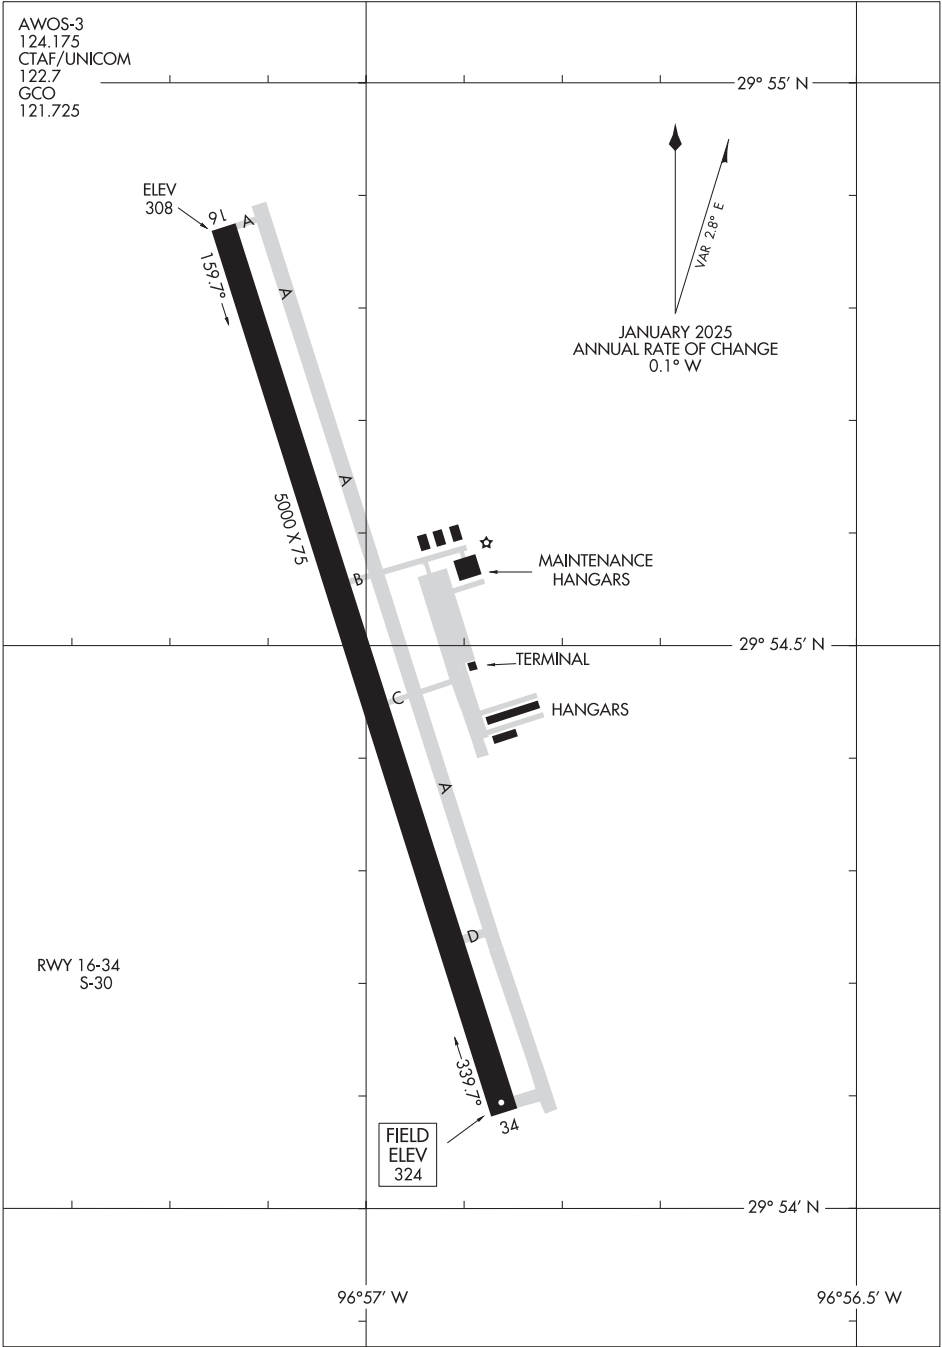 AWOS-3
124.175
CTAF/UNICOM
122.7
GCO
121.725
29° 55' N
ELEV
308
16
A
159.7°
A
VAR 2.8° E
JANUARY 2025
ANNUAL RATE OF CHANGE
0.1° W
A
5000 X 75
B
MAINTENANCE
HANGARS
29° 54.5' N
TERMINAL
C
HANGARS
A
D
RWY 16-34
S-30
339.7°
34
FIELD
ELEV
324
29° 54' N
96°57' W
96°56.5' W